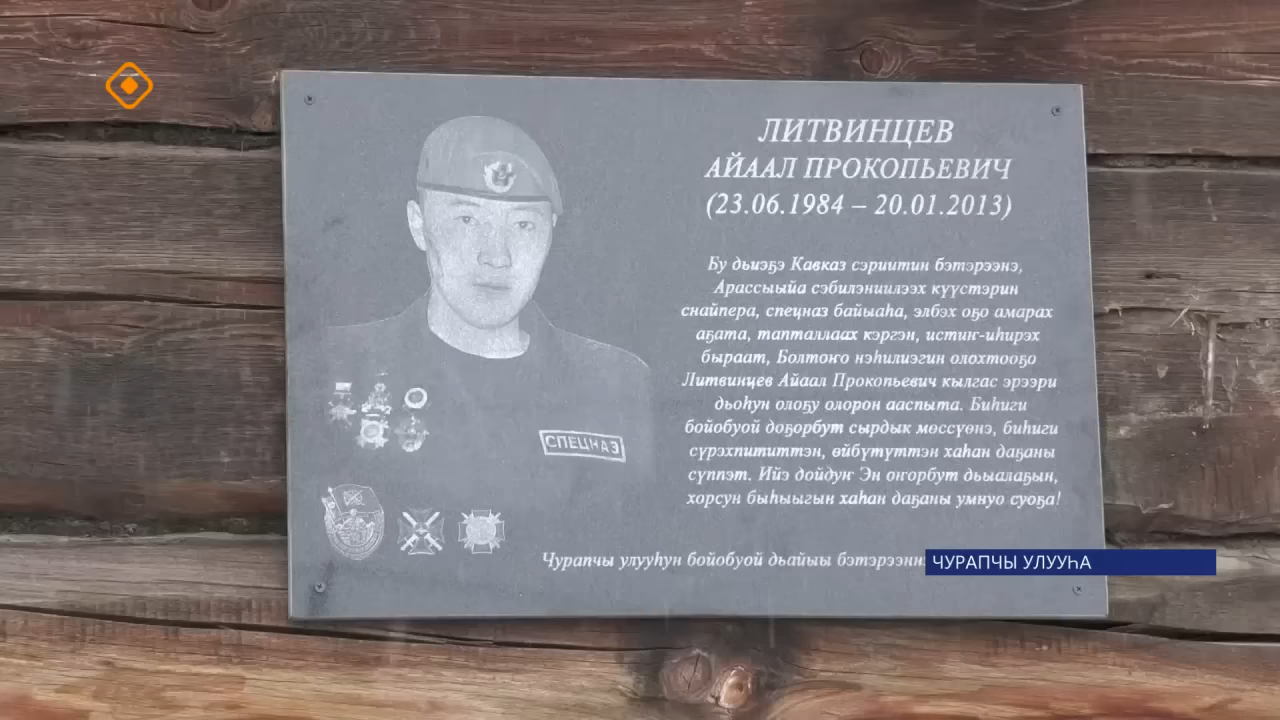 ЛИТВИНЦЕВ
АЙААЛ ПРОКОПЬЕВИЧ
(23.06.1984 – 20.01.2013)
Бу дьиэҕэ Кавказ сэриитин бэтэрээнэ,
Арассыыйа сэбилэниилээх күүстэрин
снайпера, спецназ байыаһа, элбэх оҕо амарах
аҕата, тапталлаах кэргэн, истиҥ-иһирэх
быраат, Болтоҥо нэһилиэгин олохтооҕо
Литвинцев Айаал Прокопьевич кылгас эрээри
дьоһун олоҕу олорон ааспыта. Биһиги
бойобуой доҕорбут сырдык мөссүөнэ, биһиги
сүрэхпититтэн, өйбүтүттэн хаһан даҕаны
сүппэт. Ийэ дойдуҥ Эн оҥорбут дьыалаҕын,
хорсун быһыыгын хаһан даҕаны умнуо суоҕа!
СПЕЦНАЗ
Чурапчы улууһун бойобуой дьайыы
ЧУРАПЧЫ УЛУУҺА